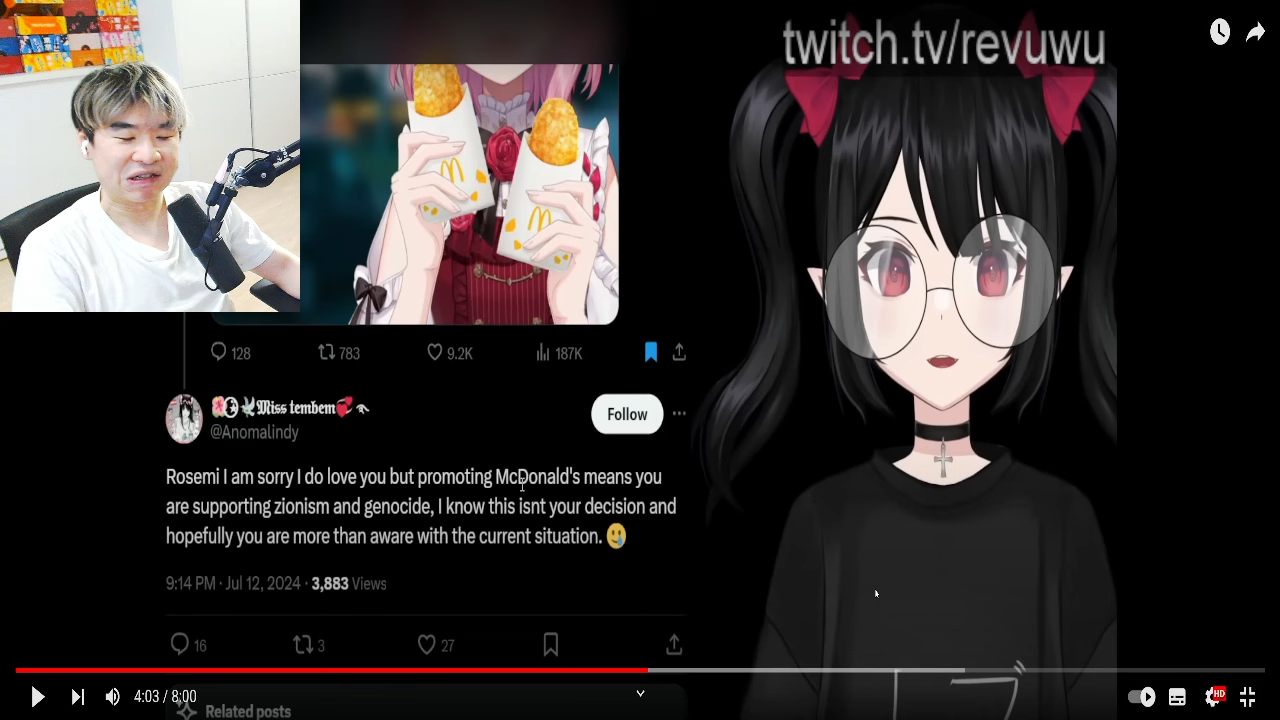 twitch.tv/revuwu
128
783
9.2K
187K
Miss tembem
@Anomalindy
Follow
Rosemi I am sorry I do love you but promoting McDonald's means you
are supporting zionism and genocide, I know this isnt your decision and
hopefully you are more than aware with the current situation. 🥲
9:14 PM · Jul 12, 2024 · 3,883 Views
16
3
27
4:03 / 8:00
HD
Related posts